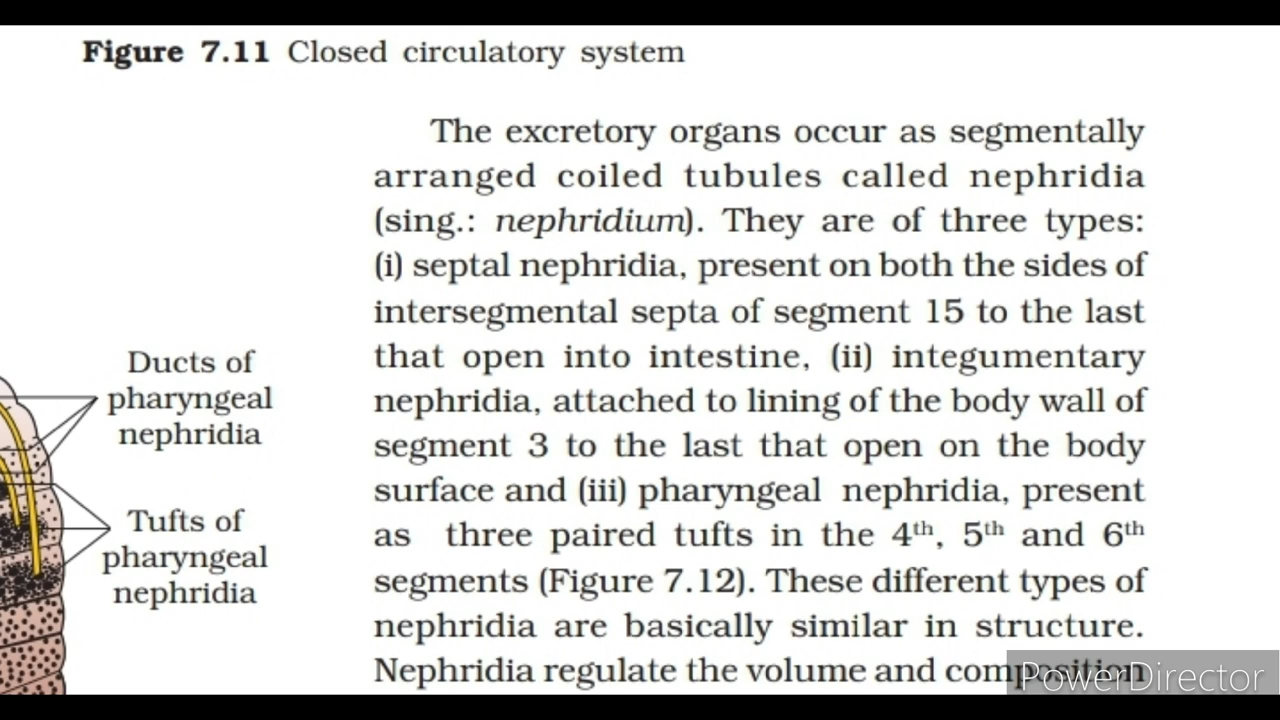 Figure 7.11 Closed circulatory system
The excretory organs occur as segmentally
arranged coiled tubules called nephridia
(sing.: nephridium). They are of three types:
(i) septal nephridia, present on both the sides of
intersegmental septa of segment 15 to the last
that open into intestine, (ii) integumentary
nephridia, attached to lining of the body wall of
segment 3 to the last that open on the body
surface and (iii) pharyngeal nephridia, present
as three paired tufts in the 4th, 5th and 6th
segments (Figure 7.12). These different types of
nephridia are basically similar in structure.
Nephridia regulate the volume and composition
Ducts of
pharyngeal
nephridia
Tufts of
pharyngeal
nephridia
PowerDirector